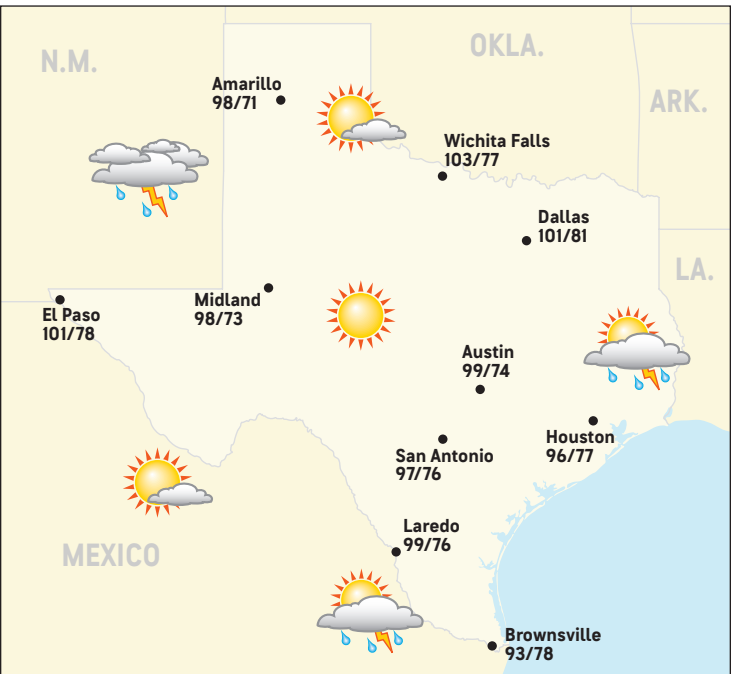 N.M.
OKLA.
Amarillo
98/71
ARK.
Wichita Falls
103/77
Dallas
101/81
LA.
Midland
98/73
El Paso
101/78
Austin
99/74
Houston
96/77
San Antonio
97/76
Laredo
99/76
MEXICO
Brownsville
93/78